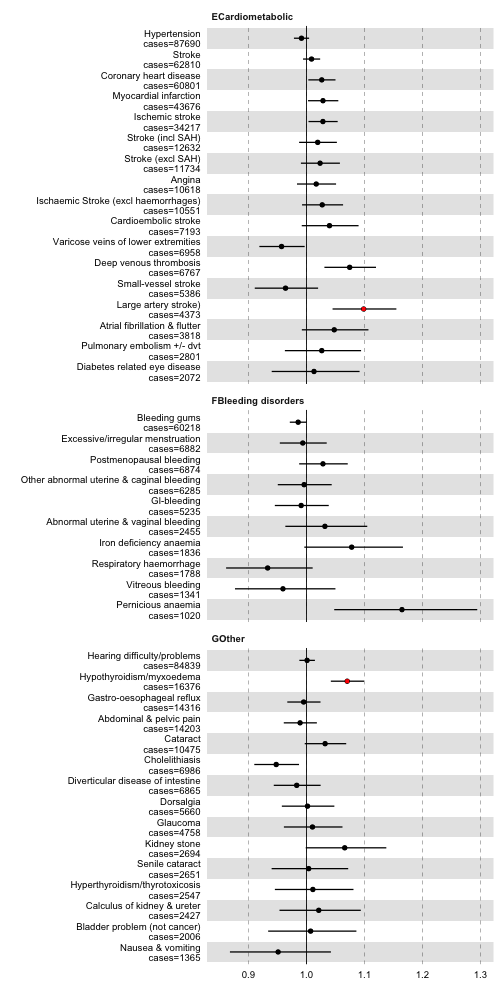 ECardiometabolic
Hypertension
cases=87690
Stroke
cases=62810
Coronary heart disease
cases=60801
Myocardial infarction
cases=43676
Ischemic stroke
cases=34217
Stroke (incl SAH)
cases=12632
Stroke (excl SAH)
cases=11734
Angina
cases=10618
Ischaemic Stroke (excl haemorrhages)
cases=10551
Cardioembolic stroke
cases=7193
Varicose veins of lower extremities
cases=6958
Deep venous thrombosis
cases=6767
Small-vessel stroke
cases=5386
Large artery stroke)
cases=4373
Atrial fibrillation & flutter
cases=3818
Pulmonary embolism +/- dvt
cases=2801
Diabetes related eye disease
cases=2072
FBleeding disorders
Bleeding gums
cases=60218
Excessive/irregular menstruation
cases=6882
Postmenopausal bleeding
cases=6874
Other abnormal uterine & caginal bleeding
cases=6285
GI-bleeding
cases=5235
Abnormal uterine & vaginal bleeding
cases=2455
Iron deficiency anaemia
cases=1836
Respiratory haemorrhage
cases=1788
Vitreous bleeding
cases=1341
Pernicious anaemia
cases=1020
GOther
Hearing difficulty/problems
cases=84839
Hypothyroidism/myxoedema
cases=16376
Gastro-oesophageal reflux
cases=14316
Abdominal & pelvic pain
cases=14203
Cataract
cases=10475
Cholelithiasis
cases=6986
Diverticular disease of intestine
cases=6865
Dorsalgia
cases=5660
Glaucoma
cases=4758
Kidney stone
cases=2694
Senile cataract
cases=2651
Hyperthyroidism/thyrotoxicosis
cases=2547
Calculus of kidney & ureter
cases=2427
Bladder problem (not cancer)
cases=2006
Nausea & vomiting
cases=1365
0.9 1.0 1.1 1.2 1.3